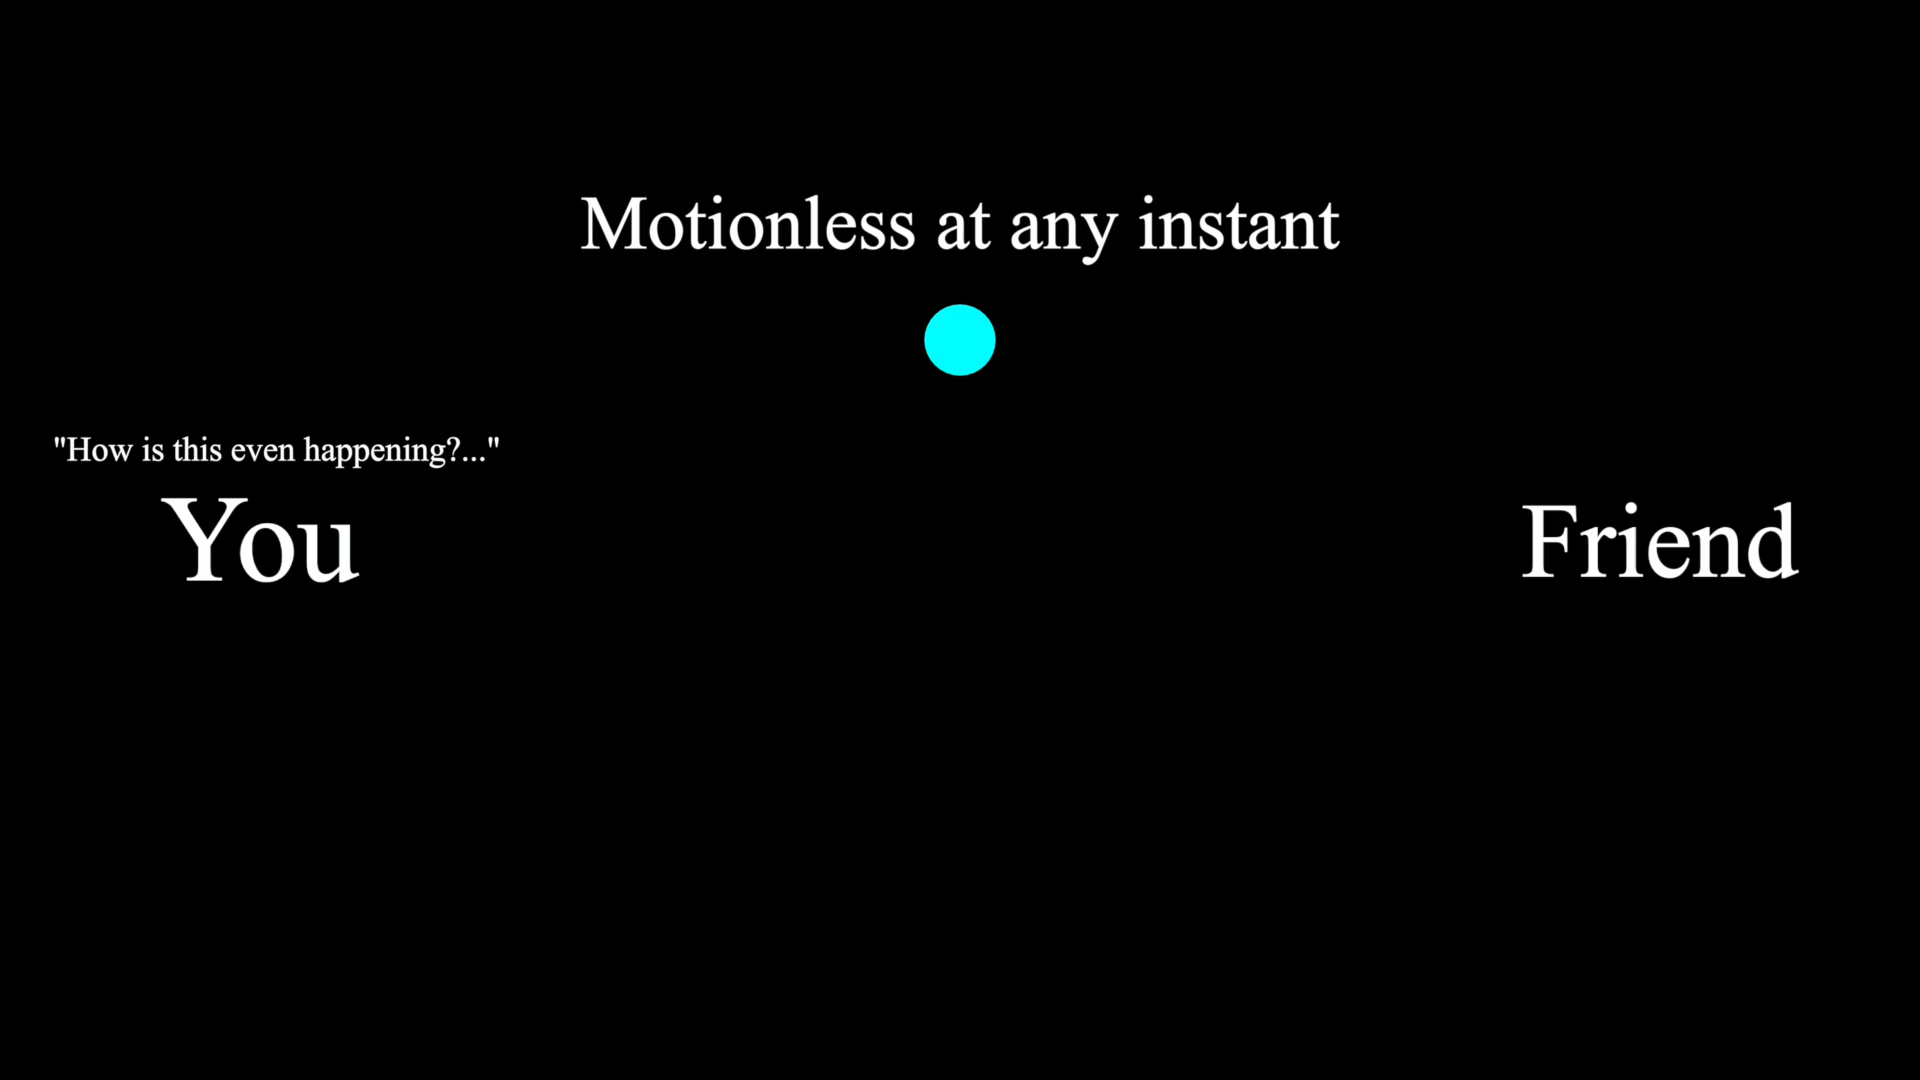 Motionless at any instant
"How is this even happening?..."
You
Friend